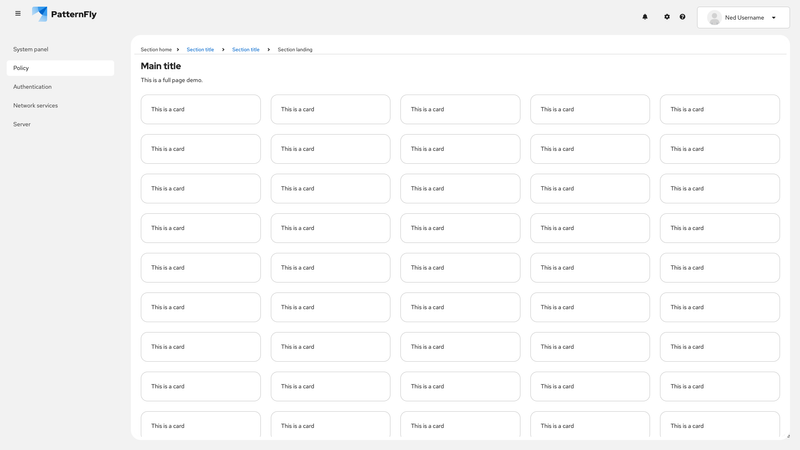 PatternFly
Ned Username
System panel
Policy
Authentication
Network services
Server
Section home Section title Section title Section landing
Main title
This is a full page demo.
This is a card This is a card This is a card This is a card This is a card
This is a card This is a card This is a card This is a card This is a card
This is a card This is a card This is a card This is a card This is a card
This is a card This is a card This is a card This is a card This is a card
This is a card This is a card This is a card This is a card This is a card
This is a card This is a card This is a card This is a card This is a card
This is a card This is a card This is a card This is a card This is a card
This is a card This is a card This is a card This is a card This is a card
This is a card This is a card This is a card This is a card This is a card